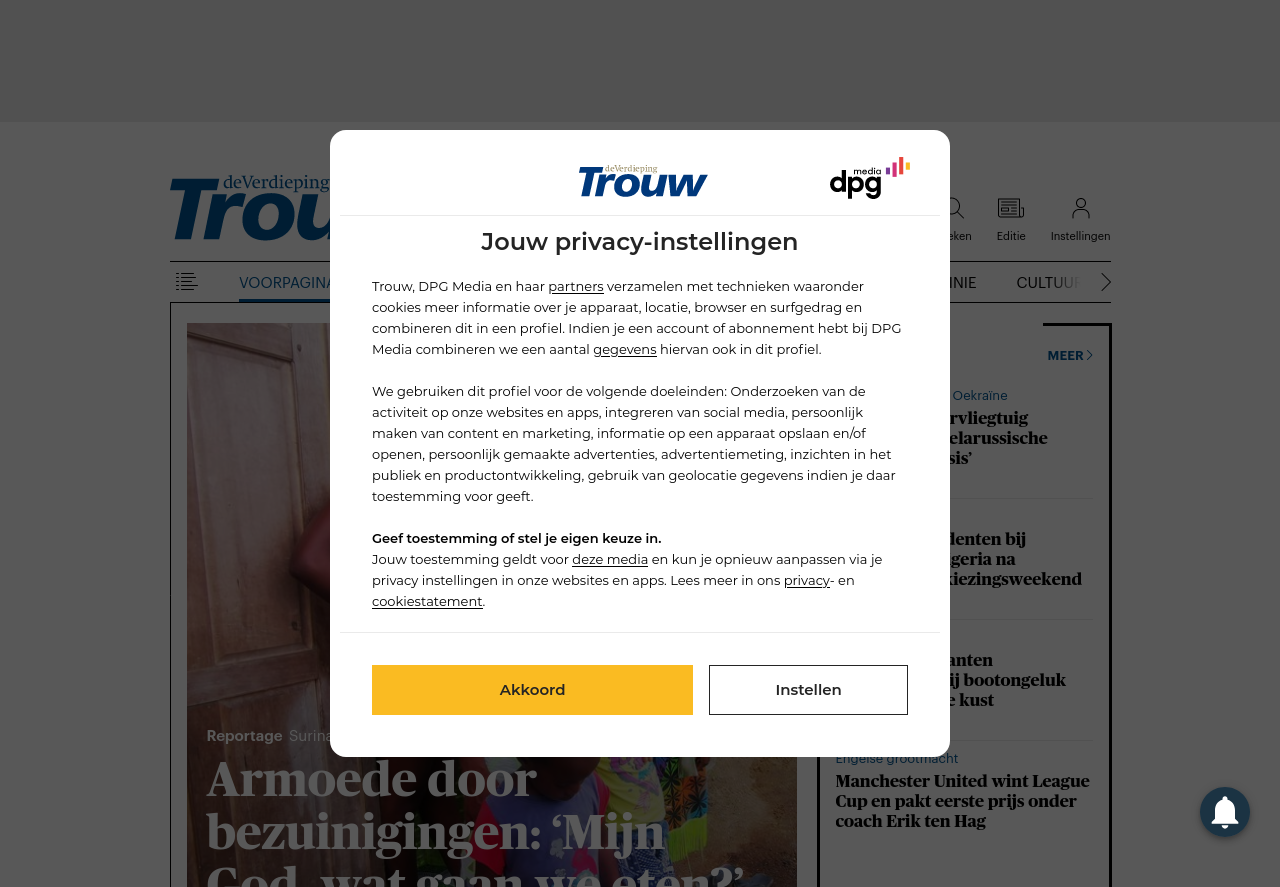 deVerdieping
Trouw
media
dpg
Jouw privacy-instellingen
Trouw, DPG Media en haar partners verzamelen met technieken waaronder
cookies meer informatie over je apparaat, locatie, browser en surfgedrag en
combineren dit in een profiel. Indien je een account of abonnement hebt bij DPG
Media combineren we een aantal gegevens hiervan ook in dit profiel.
We gebruiken dit profiel voor de volgende doeleinden: Onderzoeken van de
activiteit op onze websites en apps, integreren van social media, persoonlijk
maken van content en marketing, informatie op een apparaat opslaan en/of
openen, persoonlijk gemaakte advertenties, advertentiemeting, inzichten in het
publiek en productontwikkeling, gebruik van geolocatie gegevens indien je daar
toestemming voor geeft.
Geef toestemming of stel je eigen keuze in.
Jouw toestemming geldt voor deze media en kun je opnieuw aanpassen via je
privacy instellingen in onze websites en apps. Lees meer in ons privacy- en
cookiestatement.
Akkoord
Instellen
deVerdieping
Trou
eken
Editie
Instellingen
VOORPAGINA
INIE
CULTUUR
MEER
Oekraïne
rvliegtuig
elarussische
sis’
denten bij
geria na
kiezingsweekend
anten
ij bootongeluk
e kust
Engelse grootmacht
Manchester United wint League
Cup en pakt eerste prijs onder
coach Erik ten Hag
Reportage Surina
Armoede door
bezuinigingen: ‘Mijn
God, wat gaan we eten?’